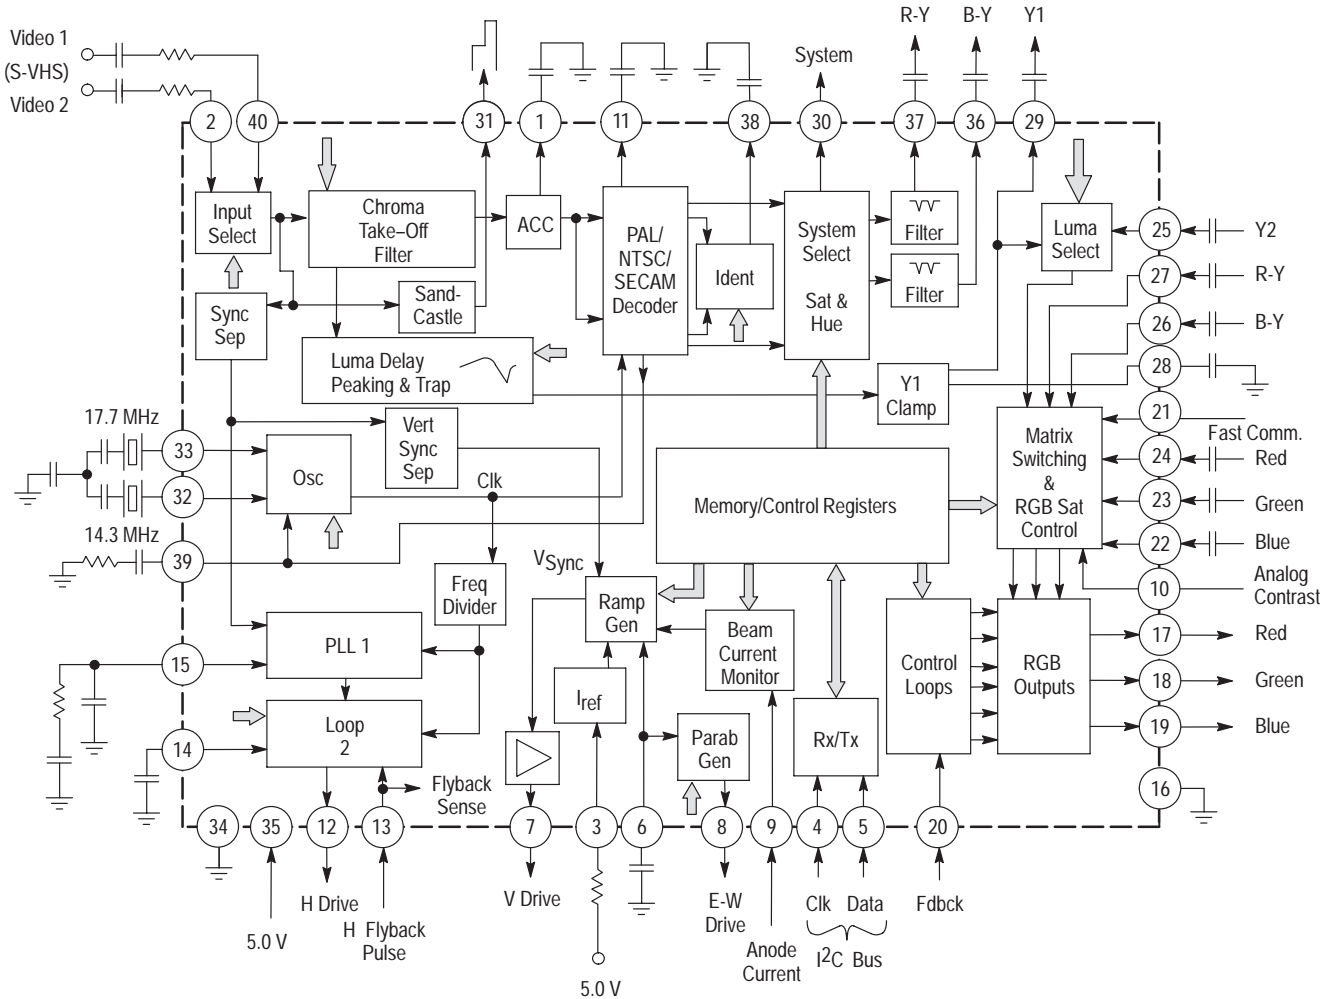 R-Y B-Y Y1
Video 1
(S-VHS)
Video 2
System
2 40 31 1 11 38 30 37 36 29
Input
Select
Chroma
Take–Off
Filter
ACC
PAL/
NTSC/
SECAM
Decoder
Ident
System
Select
Sat &
Hue
Filter
Filter
Luma
Select
25 Y2
27 R-Y
26 B-Y
28
21
Fast Comm.
24 Red
23 Green
22 Blue
10 Analog
Contrast
17 Red
18 Green
19 Blue
16
Sync
Sep
Sand-
Castle
Luma Delay
Peaking & Trap
Y1
Clamp
17.7 MHz
33
32
14.3 MHz
39
Osc
Vert
Sync
Sep
Clk
Memory/Control Registers
Matrix
Switching
&
RGB Sat
Control
VSync
Freq
Divider
Ramp
Gen
Beam
Current
Monitor
Control
Loops
RGB
Outputs
15
PLL 1
Iref
14
Loop
2
Parab
Gen
Rx/Tx
Flyback
Sense
34 35 12 13 7 3 6 8 9 4 5 20
5.0 V
H Drive
H Flyback
Pulse
V Drive
5.0 V
E-W
Drive
Anode
Current
Clk Data
I2C Bus
Fdbck